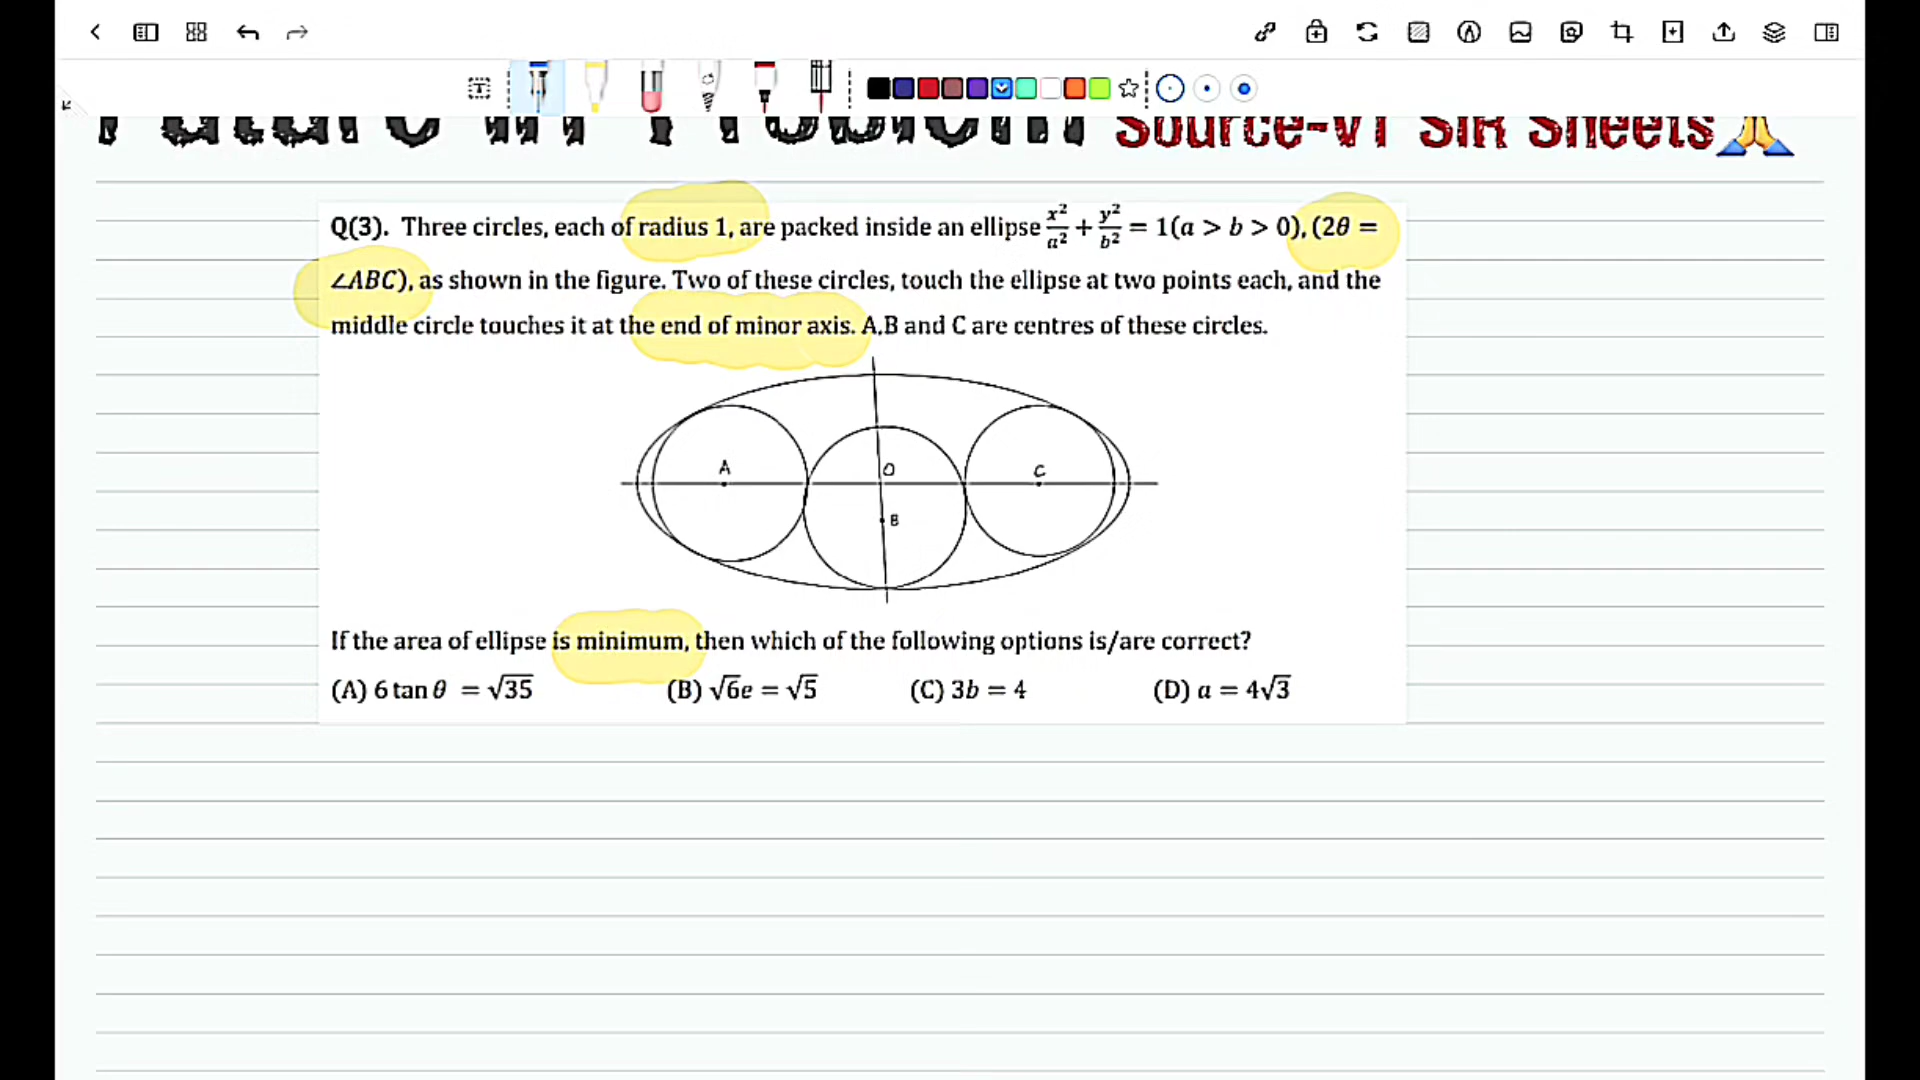 Source-VT SIR Sheets🙏
Q(3). Three circles, each of radius 1, are packed inside an ellipse x²/a² + y²/b² = 1(a > b > 0), (2θ =
∠ABC), as shown in the figure. Two of these circles, touch the ellipse at two points each, and the
middle circle touches it at the end of minor axis. A,B and C are centres of these circles.
A O C
B
If the area of ellipse is minimum, then which of the following options is/are correct?
(A) 6 tan θ = √35 (B) √6e = √5 (C) 3b = 4 (D) a = 4√3